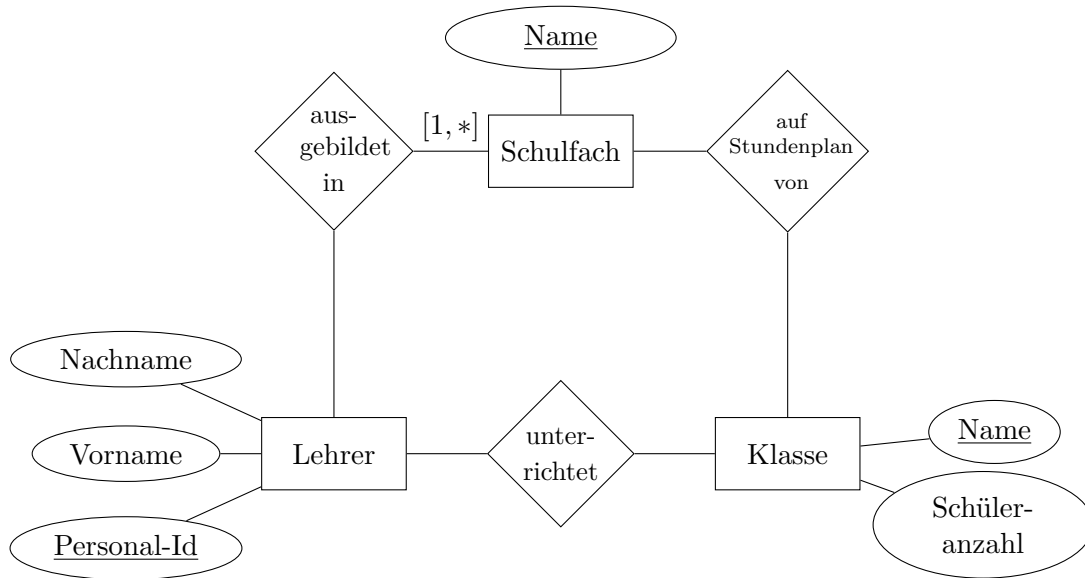 Name
aus-
gebildet
in
[1, ∗]
Schulfach
auf
Stundenplan
von
Nachname
Vorname
Personal-Id
Lehrer
unter-
richtet
Klasse
Name
Schüler-
anzahl